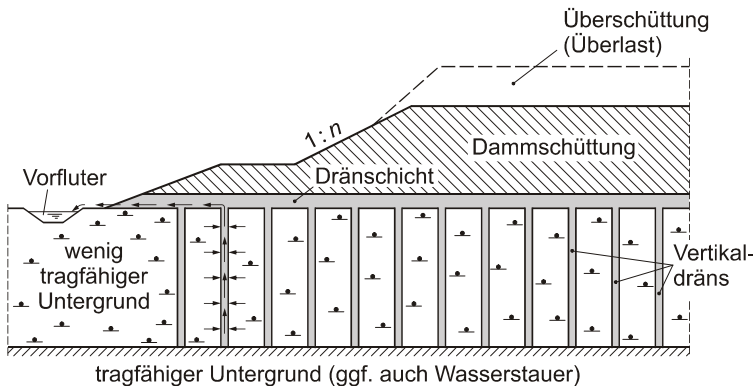 Überschüttung
(Überlast)
1:n
Dammschüttung
Dränschicht
Vorfluter
wenig
tragfähiger
Untergrund
Vertikal-
dräns
tragfähiger Untergrund (ggf. auch Wasserstauer)